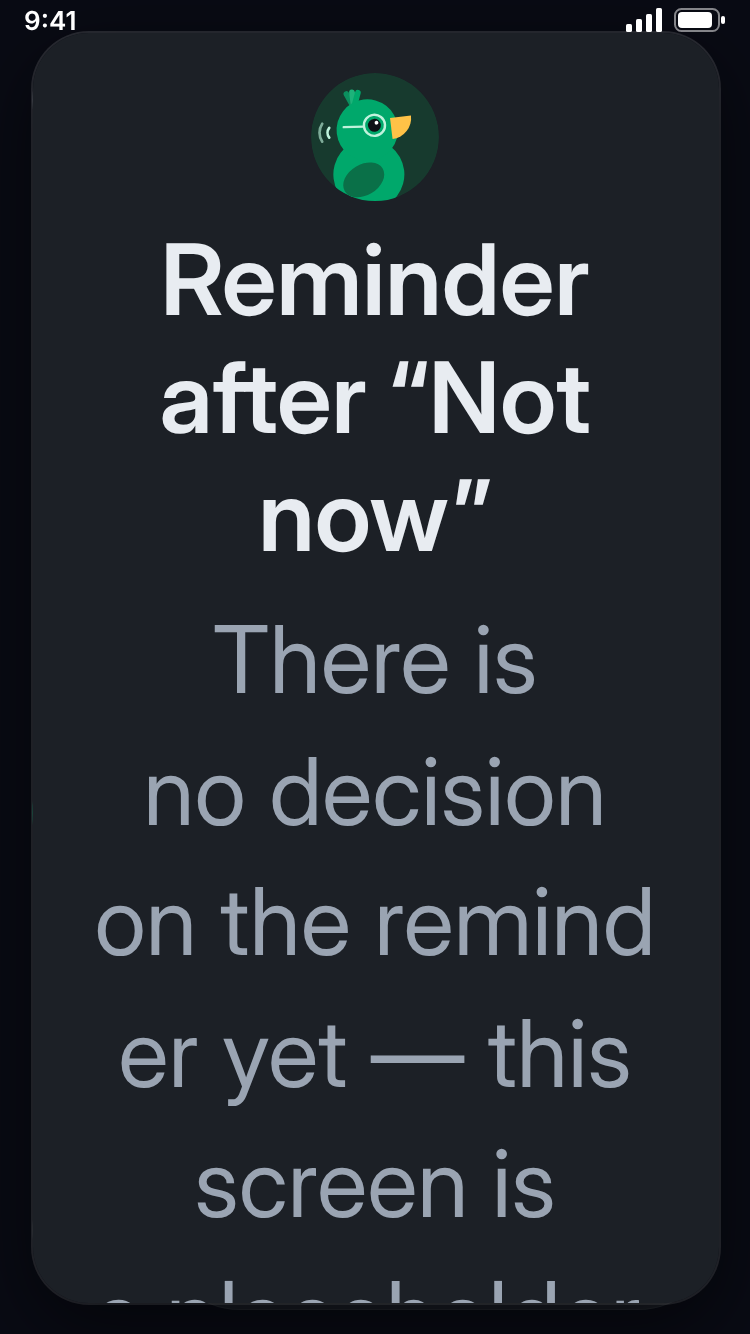 9:41
Reminder
after “Not
now”
There is
no decision
on the remind
er yet — this
screen is